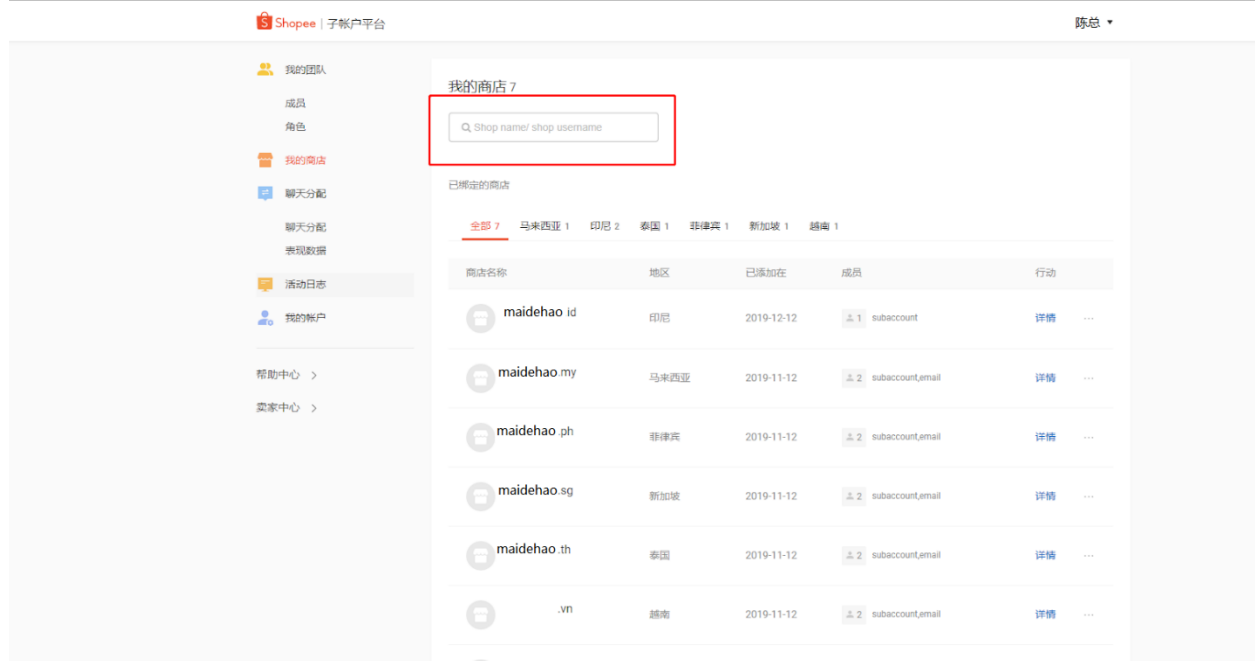 Shopee | 子帐户平台
陈总
我的团队
成员
角色
我的商店
聊天分配
聊天分配
表现数据
活动日志
我的帐户
帮助中心
卖家中心
我的商店 7
Shop name/ shop username
已绑定的商店
全部 7 马来西亚 1 印尼 2 泰国 1 菲律宾 1 新加坡 1 越南 1
商店名称 地区 已添加在 成员 行动
maidehao id 印尼 2019-12-12 1 subaccount 详情 ...
maidehao.my 马来西亚 2019-11-12 2 subaccount,email 详情 ...
maidehao.ph 菲律宾 2019-11-12 2 subaccount,email 详情 ...
maidehao.sg 新加坡 2019-11-12 2 subaccount,email 详情 ...
maidehao.th 泰国 2019-11-12 2 subaccount,email 详情 ...
.vn 越南 2019-11-12 2 subaccount,email 详情 ...